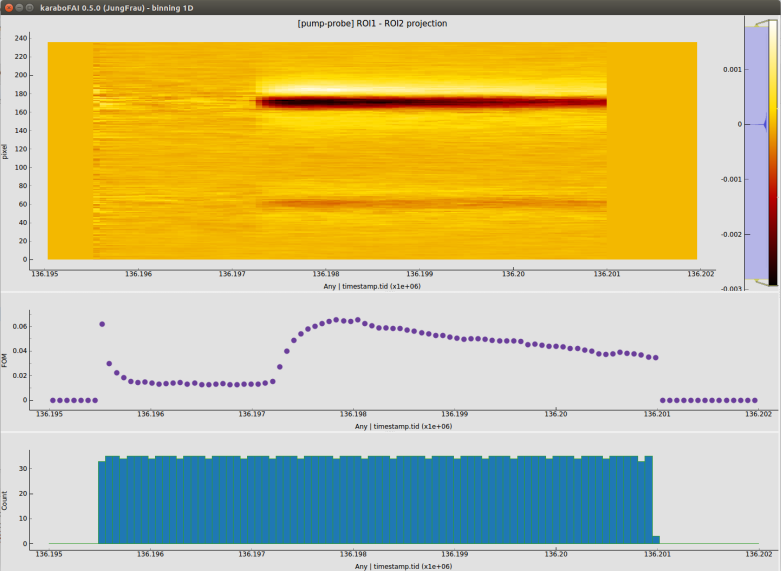 karaboFAI 0.5.0 (JungFrau) - binning 1D
[pump-probe] ROI1 - ROI2 projection
240
220
200
180
160
140
120
100
80
60
40
20
0
pixel
136.195 136.196 136.197 136.198 136.199 136.20 136.201 136.202
Any | timestamp.tid (x1e+06)
0.001
0
-0.001
-0.002
-0.003
0.06
0.04
0.02
0
FOM
136.195 136.196 136.197 136.198 136.199 136.20 136.201 136.202
Any | timestamp.tid (x1e+06)
30
20
10
0
Count
136.195 136.196 136.197 136.198 136.199 136.20 136.201 136.202
Any | timestamp.tid (x1e+06)